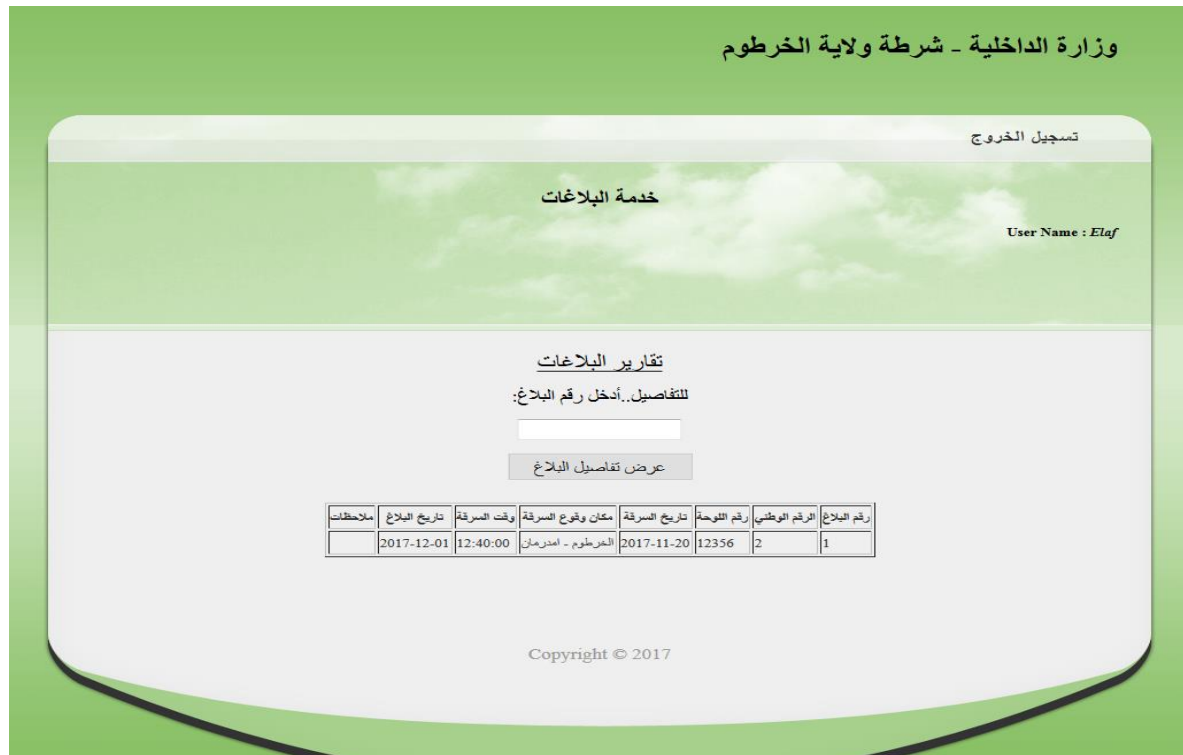 وزارة الداخلية - شرطة ولاية الخرطوم
تسجيل الخروج
خدمة البلاغات
User Name : Elaf
تقارير البلاغات
للتفاصيل..أدخل رقم البلاغ:
عرض تفاصيل البلاغ
رقم البلاغ الرقم الوطني رقم اللوحة تاريخ السرقة مكان وقوع السرقة وقت السرقة تاريخ البلاغ ملاحظات
1 2 12356 2017-11-20 الخرطوم - امدرمان 12:40:00 2017-12-01
Copyright © 2017